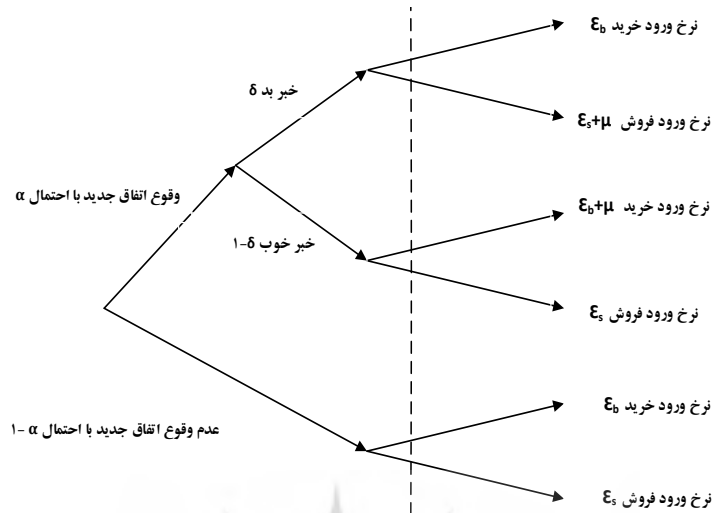 نرخ ورود خرید εb
خبر بد δ
نرخ ورود فروش εs+μ
وقوع اتفاق جدید با احتمال α
نرخ ورود خرید εb+μ
خبر خوب ۱-δ
نرخ ورود فروش εs
نرخ ورود خرید εb
عدم وقوع اتفاق جدید با احتمال ۱- α
نرخ ورود فروش εs